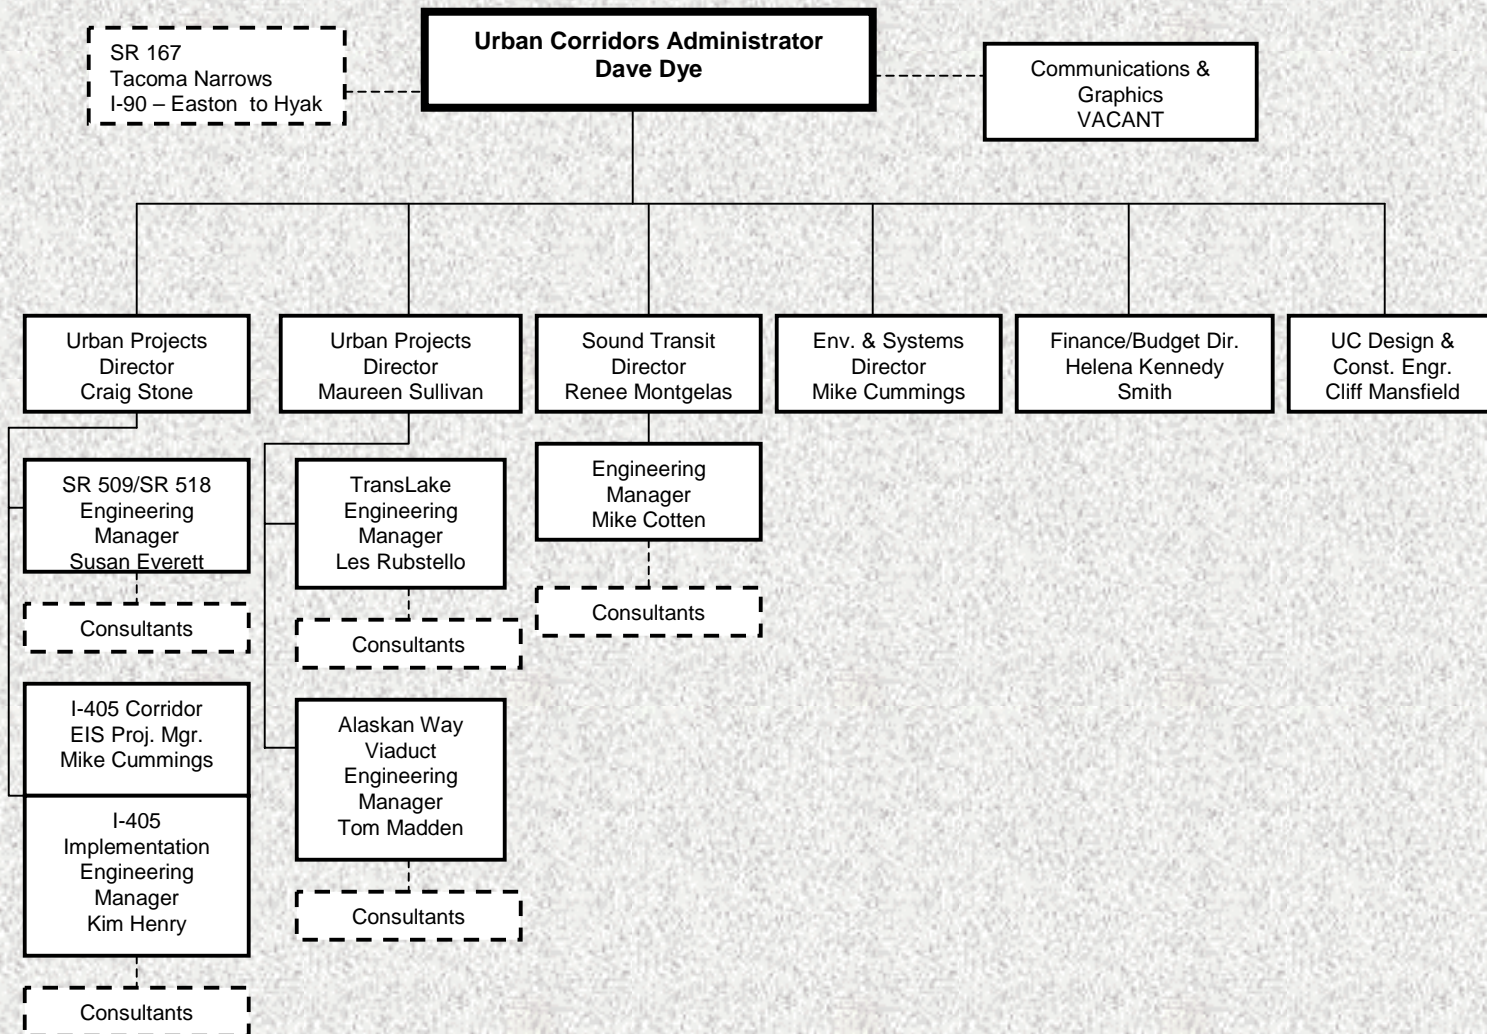 Urban Corridors Administrator
Dave Dye
SR 167
Tacoma Narrows
I-90 – Easton to Hyak
Communications &
Graphics
VACANT
Urban Projects
Director
Craig Stone
Urban Projects
Director
Maureen Sullivan
Sound Transit
Director
Renee Montgelas
Env. & Systems
Director
Mike Cummings
Finance/Budget Dir.
Helena Kennedy
Smith
UC Design &
Const. Engr.
Cliff Mansfield
SR 509/SR 518
Engineering
Manager
Susan Everett
Consultants
I-405 Corridor
EIS Proj. Mgr.
Mike Cummings
I-405
Implementation
Engineering
Manager
Kim Henry
Consultants
TransLake
Engineering
Manager
Les Rubstello
Consultants
Alaskan Way
Viaduct
Engineering
Manager
Tom Madden
Consultants
Engineering
Manager
Mike Cotten
Consultants